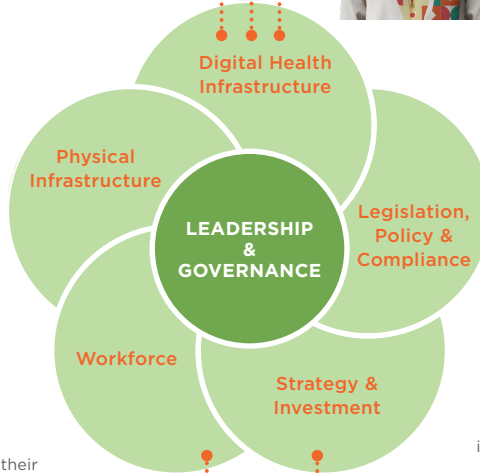 Digital Health
Infrastructure
Physical
Infrastructure
LEADERSHIP
&
GOVERNANCE
Legislation,
Policy &
Compliance
Workforce
Strategy &
Investment
their